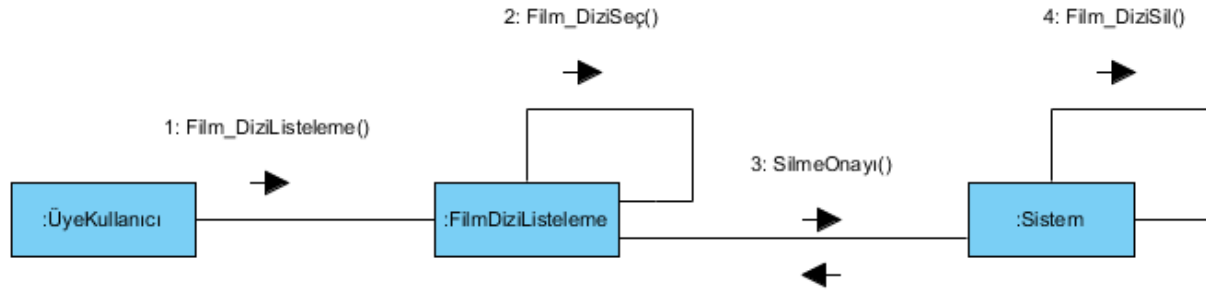 2: Film_DiziSeç()
4: Film_DiziSil()
1: Film_DiziListeleme()
3: SilmeOnayı()
:ÜyeKullanıcı
:FilmDiziListeleme
:Sistem